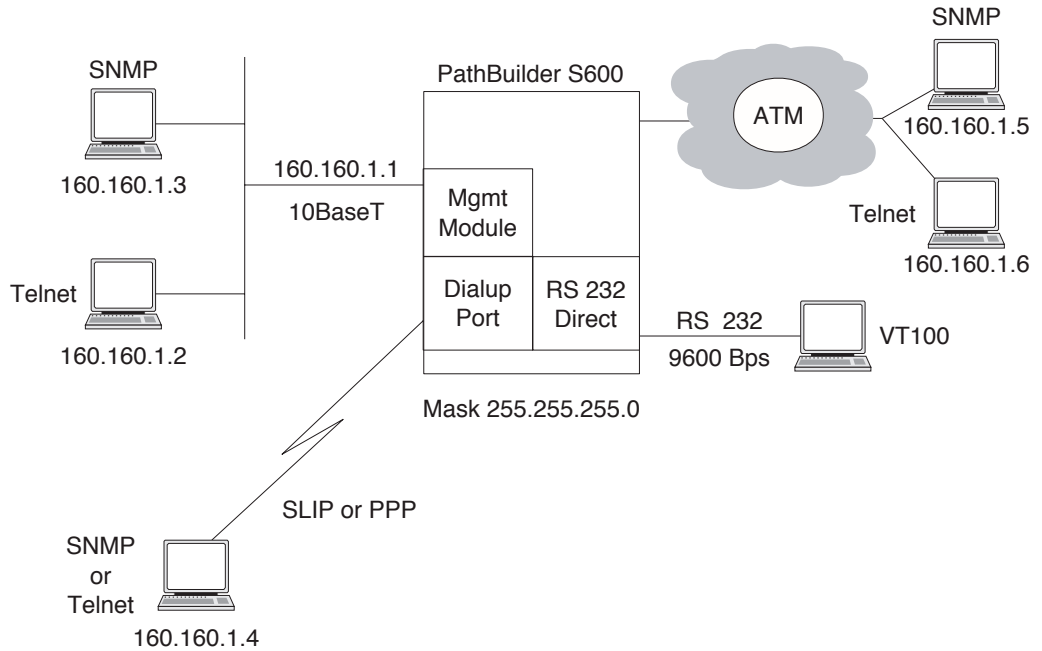 SNMP
160.160.1.3
Telnet
160.160.1.2
160.160.1.1
10BaseT
PathBuilder S600
Mgmt
Module
Dialup
Port
RS 232
Direct
Mask 255.255.255.0
ATM
SNMP
160.160.1.5
Telnet
160.160.1.6
RS 232
9600 Bps
VT100
SLIP or PPP
SNMP
or
Telnet
160.160.1.4